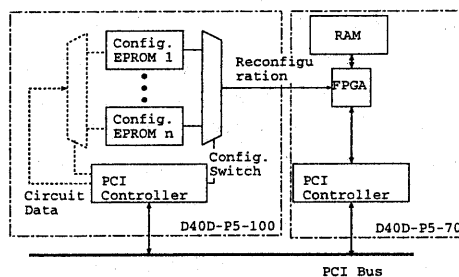 Config.
EPROM 1
Config.
EPROM n
Reconfigu
ration
RAM
FPGA
Config.
Switch
PCI
Controller
Circuit
Data
PCI
Controller
D40D-P5-100
D40D-P5-70
PCI Bus